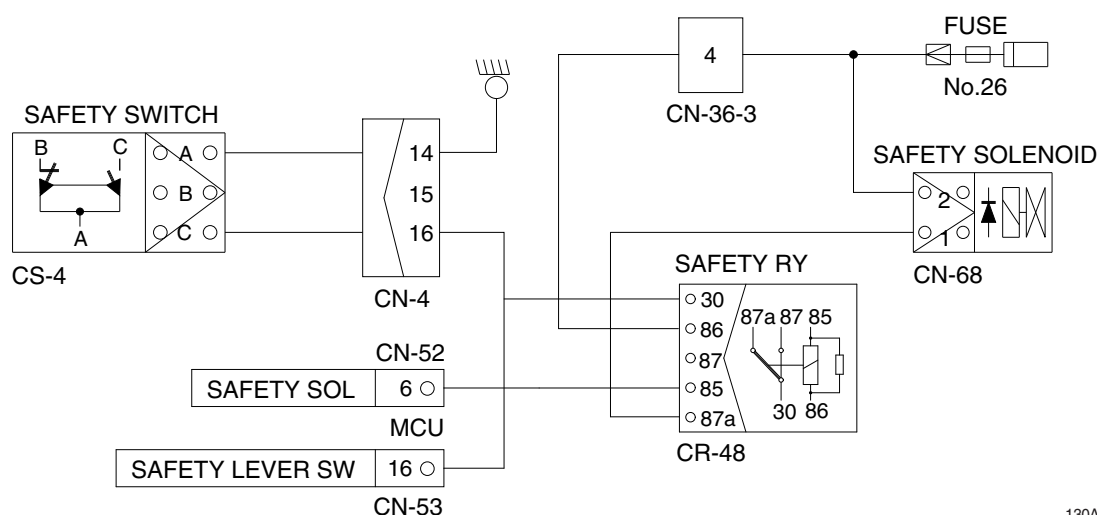 FUSE
4
No.26
CN-36-3
SAFETY SWITCH
B C
A
A
B
C
CS-4
14
15
16
CN-4
SAFETY SOLENOID
2
1
CN-68
SAFETY RY
30
86
87
85
87a
87a 87 85
30 86
CR-48
CN-52
SAFETY SOL 6
MCU
SAFETY LEVER SW 16
CN-53